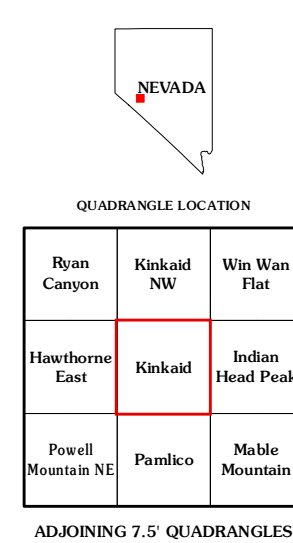 NEVADA
QUADRANGLE LOCATION
Ryan
Canyon
Kinkaid
NW
Win Wan
Flat
Hawthorne
East
Kinkaid
Indian
Head Peak
Powell
Mountain NE
Pamlico
Mable
Mountain
ADJOINING 7.5' QUADRANGLES